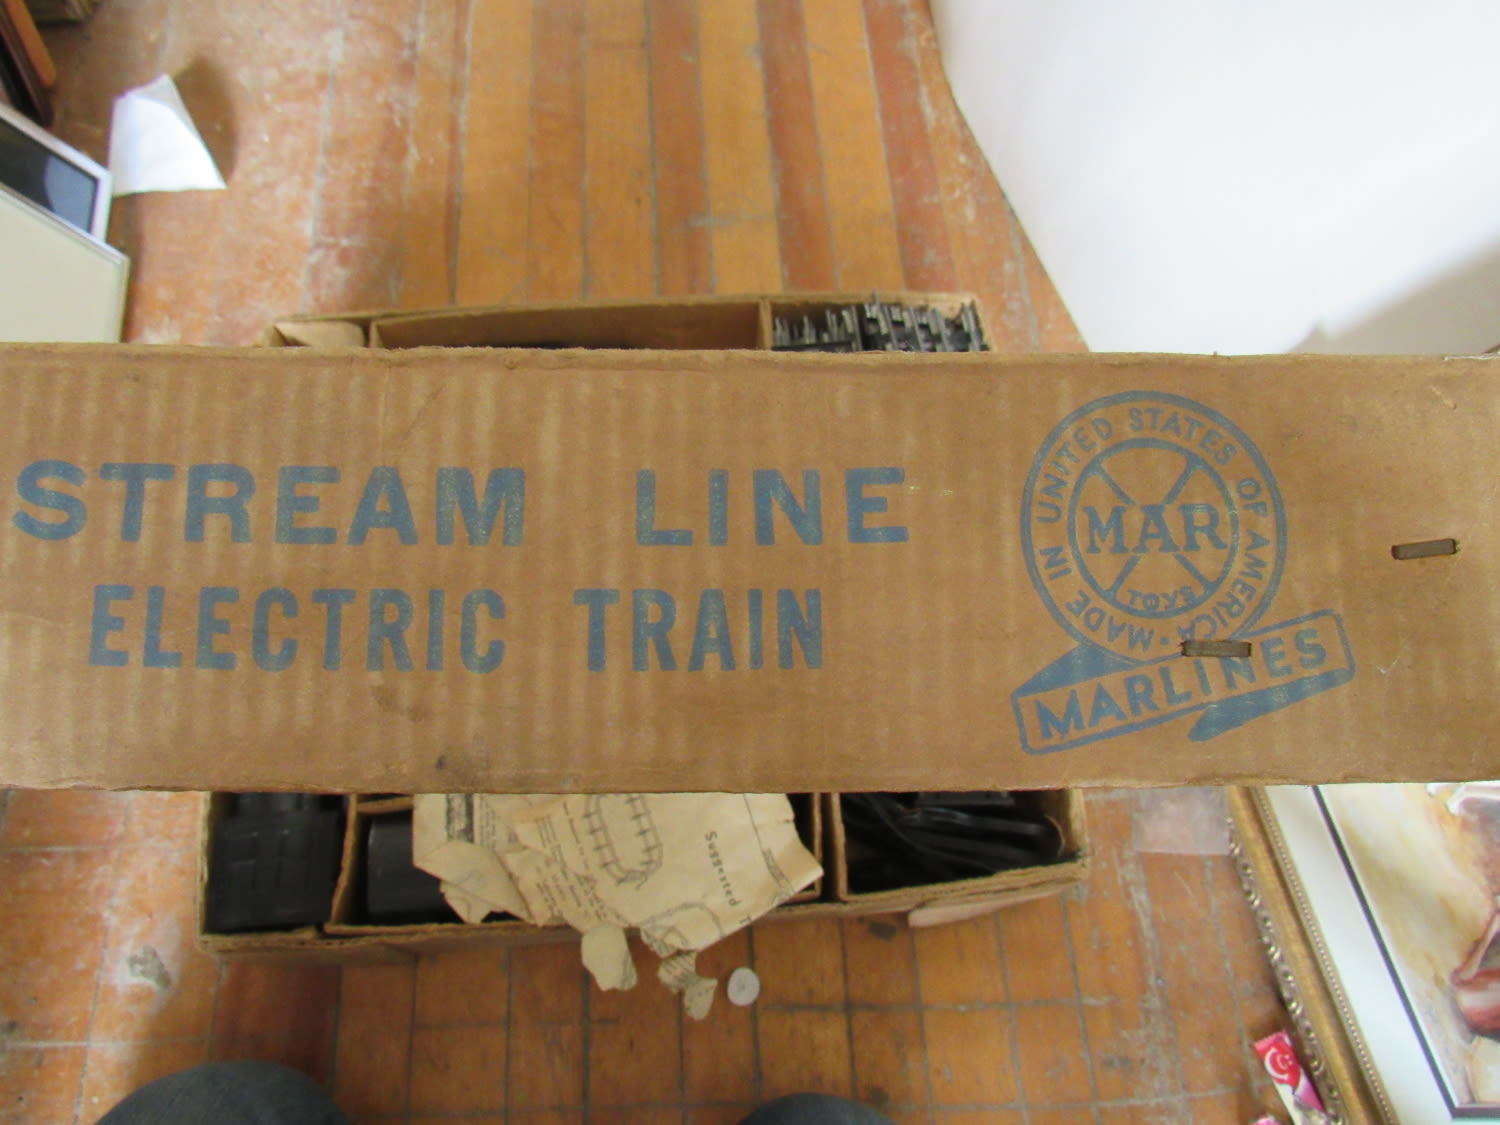 STREAM LINE
ELECTRIC TRAIN
MADE IN UNITED STATES OF AMERICA •
MAR
TOYS
MARLINES
Suggested T